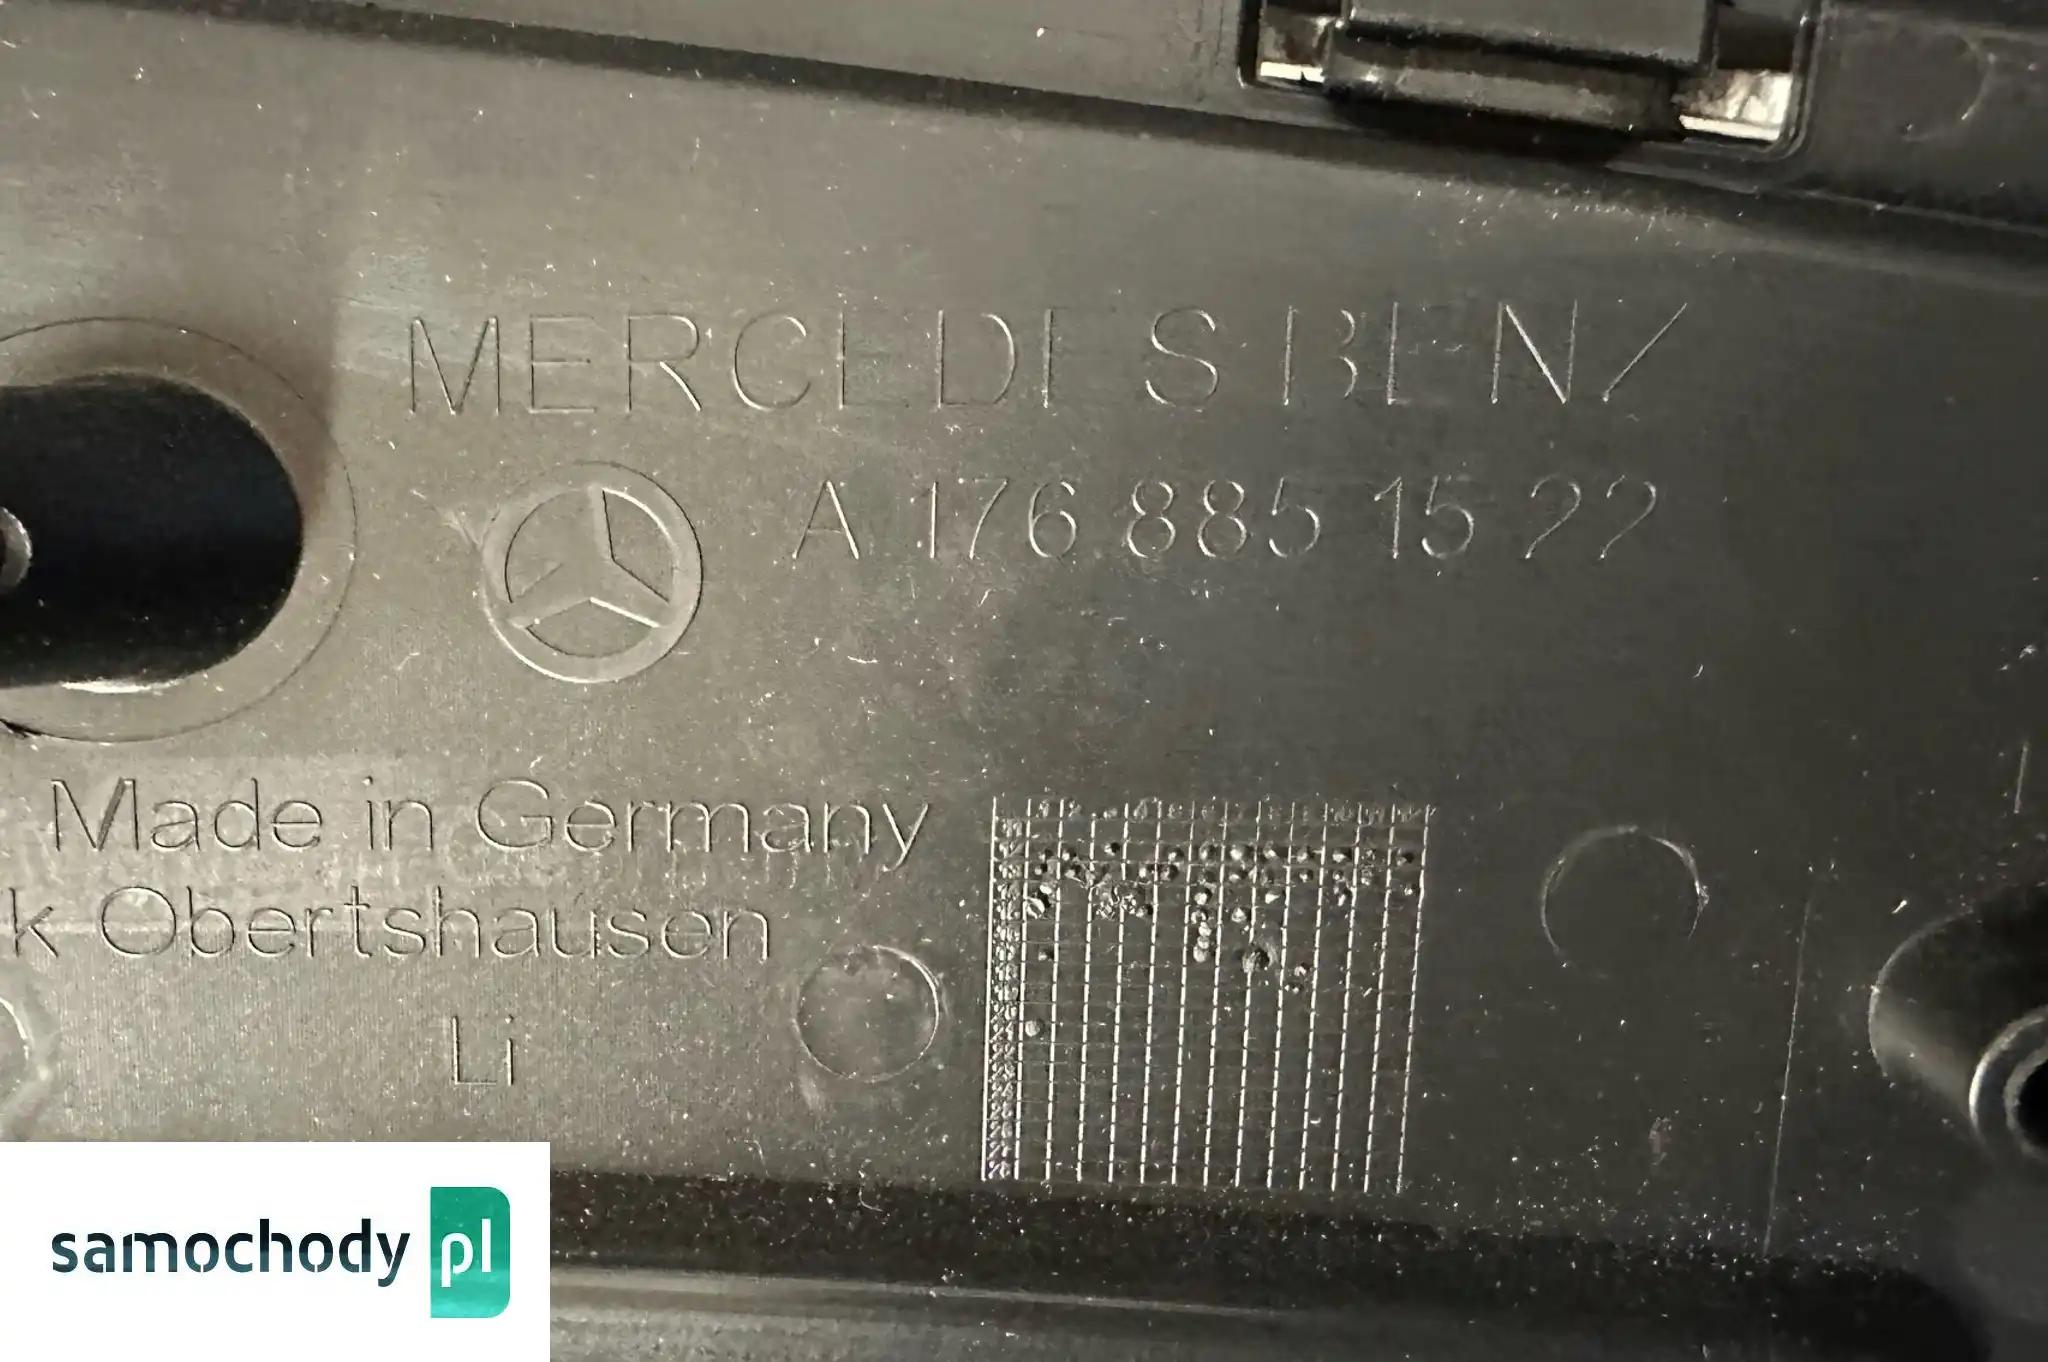 MERCEDES BENZ
A 176 885 15 22
Made in Germany
k Obertshausen
Li
samochody pl